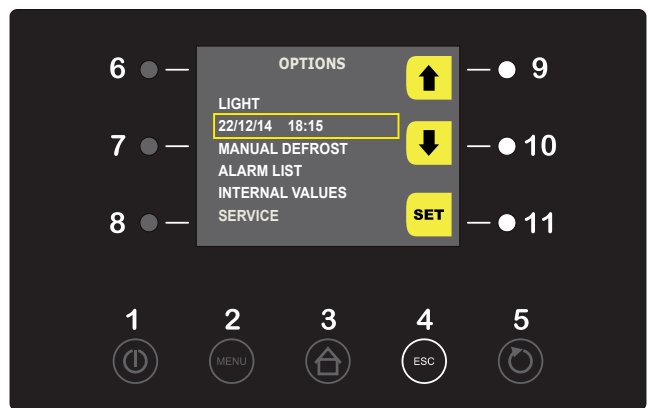 OPTIONS
6
9
LIGHT
22/12/14 18:15
7
MANUAL DEFROST
10
ALARM LIST
INTERNAL VALUES
8
SERVICE
SET
11
1
2
3
4
5
MENU
ESC